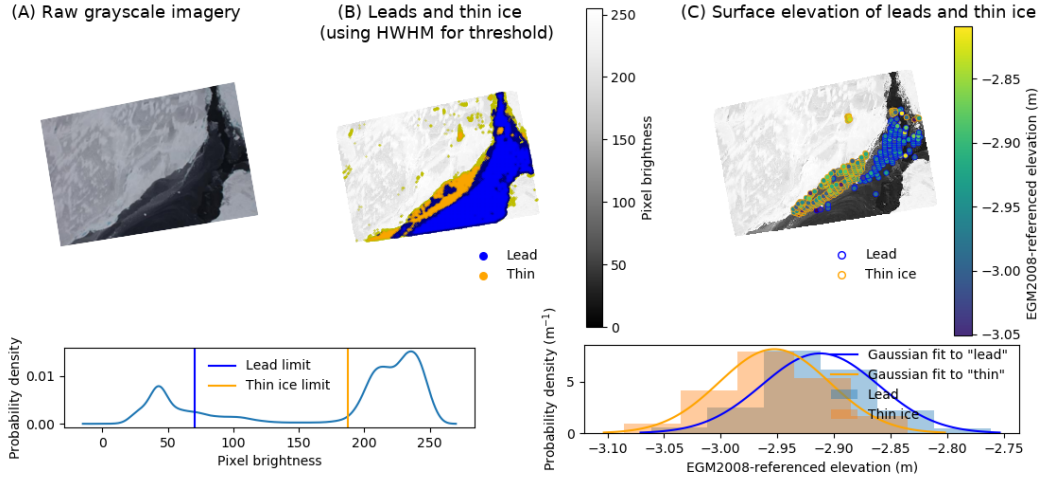 (A) Raw grayscale imagery
(B) Leads and thin ice
(using HWHM for threshold)
(C) Surface elevation of leads and thin ice
Lead
Thin
250
200
150
100
50
0
Pixel brightness
Lead
Thin ice
−2.85
−2.90
−2.95
−3.00
−3.05
EGM2008-referenced elevation (m)
Probability density
0.01
0.00
Lead limit
Thin ice limit
0
50
100
150
200
250
Pixel brightness
Probability density (m⁻¹)
5
0
Gaussian fit to "lead"
Gaussian fit to "thin"
Lead
Thin ice
−3.10
−3.05
−3.00
−2.95
−2.90
−2.85
−2.80
−2.75
EGM2008-referenced elevation (m)